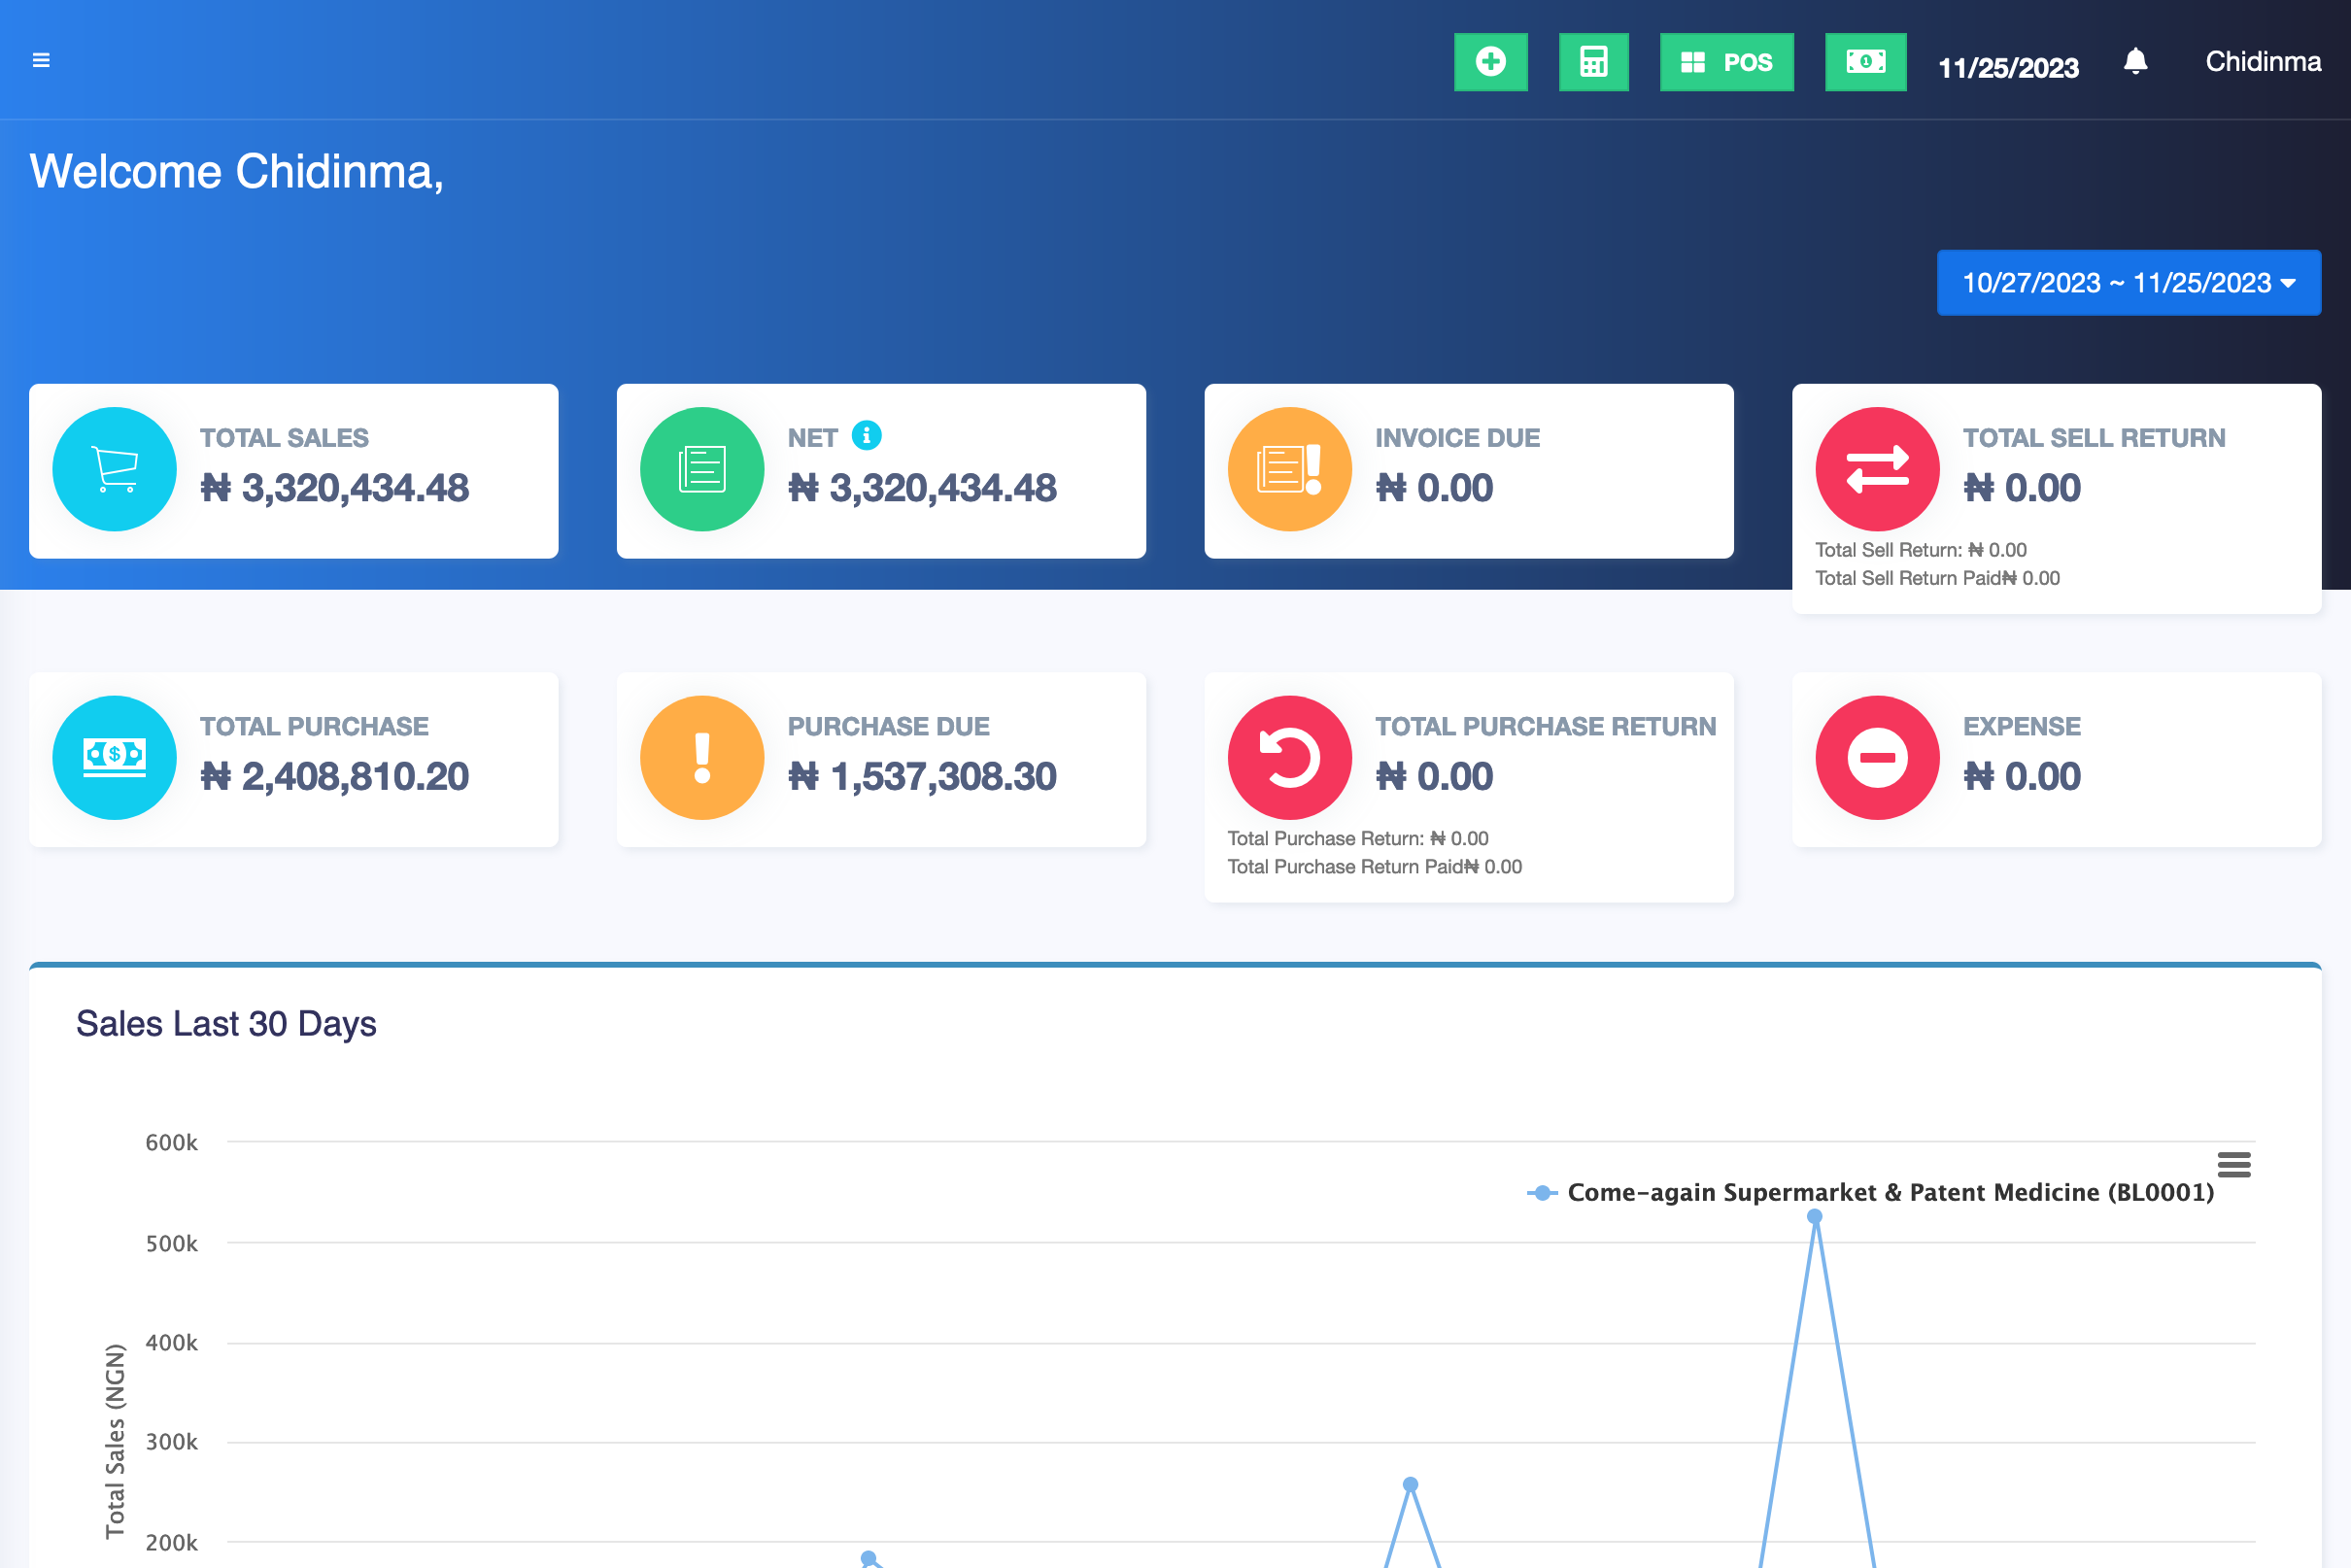 POS
11/25/2023
Chidinma
Welcome Chidinma,
10/27/2023 ~ 11/25/2023
TOTAL SALES
₦ 3,320,434.48
NET
₦ 3,320,434.48
INVOICE DUE
₦ 0.00
TOTAL SELL RETURN
₦ 0.00
Total Sell Return: ₦ 0.00
Total Sell Return Paid₦ 0.00
TOTAL PURCHASE
₦ 2,408,810.20
PURCHASE DUE
₦ 1,537,308.30
TOTAL PURCHASE RETURN
₦ 0.00
Total Purchase Return: ₦ 0.00
Total Purchase Return Paid₦ 0.00
EXPENSE
₦ 0.00
Sales Last 30 Days
Come-again Supermarket & Patent Medicine (BL0001)
600k
500k
400k
300k
200k
Total Sales (NGN)